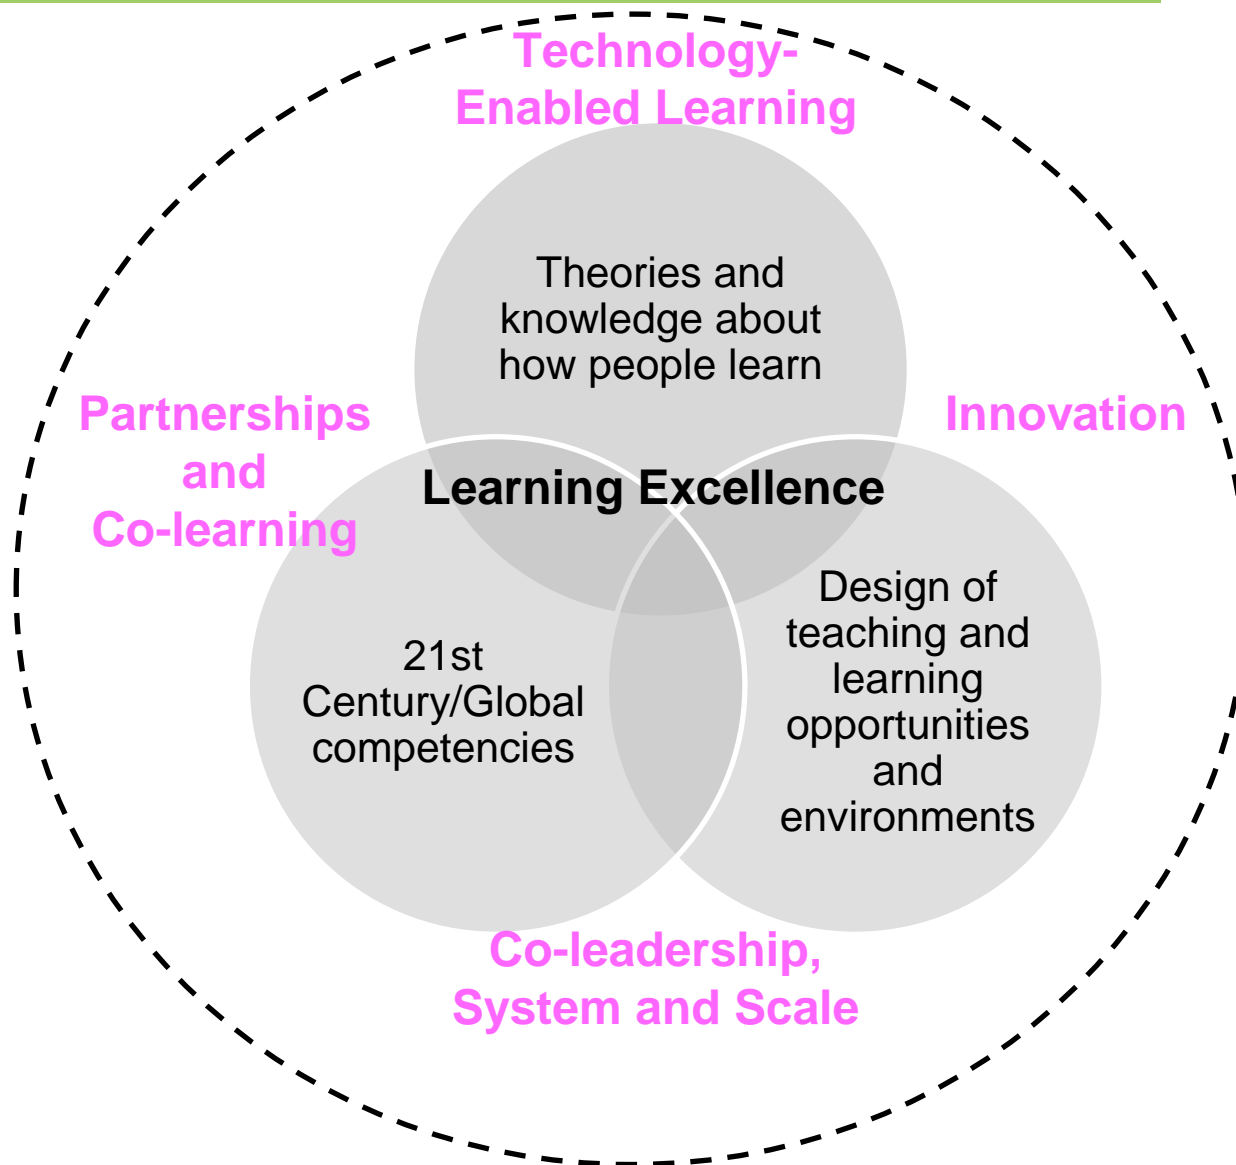 Technology-
Enabled Learning
Theories and
knowledge about
how people learn
Partnerships
and
Co-learning
Innovation
Learning Excellence
21st
Century/Global
competencies
Design of
teaching and
learning
opportunities
and
environments
Co-leadership,
System and Scale